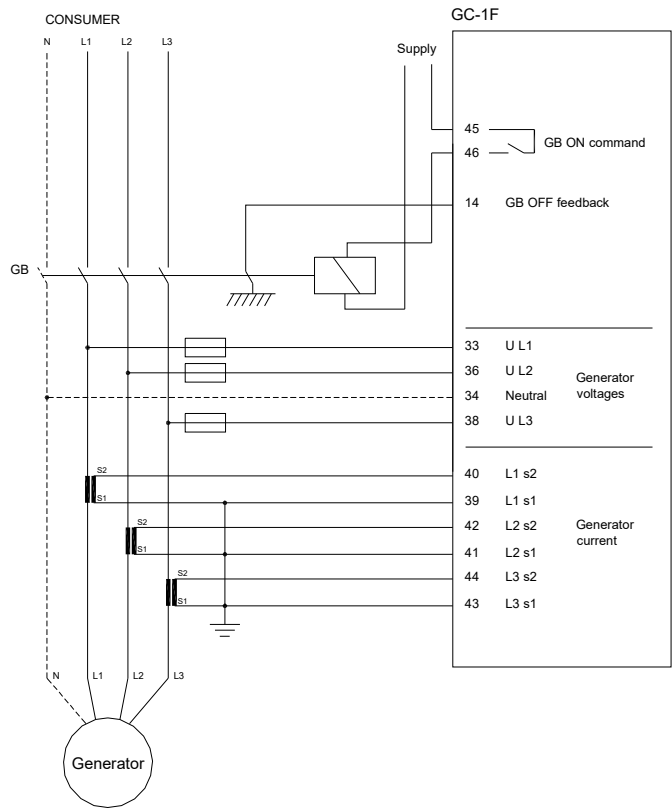 GC-1F
CONSUMER
N L1 L2 L3
Supply
45
46
GB ON command
14 GB OFF feedback
GB
33 U L1
36 U L2
34 Neutral
38 U L3
Generator
voltages
S2
S1
S2
S1
S2
S1
40 L1 s2
39 L1 s1
42 L2 s2
41 L2 s1
44 L3 s2
43 L3 s1
Generator
current
N L1 L2 L3
Generator